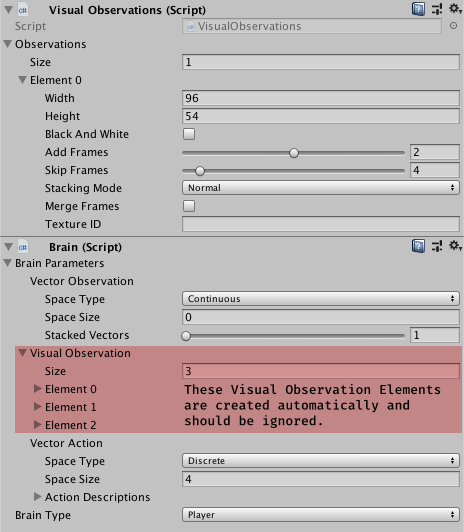 Visual Observations (Script)
Script VisualObservations
Observations
Size 1
Element 0
Width 96
Height 54
Black And White
Add Frames 2
Skip Frames 4
Stacking Mode Normal
Merge Frames
Texture ID
Brain (Script)
Brain Parameters
Vector Observation
Space Type Continuous
Space Size 0
Stacked Vectors 1
Visual Observation
Size 3
Element 0 These Visual Observation Elements
Element 1 are created automatically and
Element 2 should be ignored.
Vector Action
Space Type Discrete
Space Size 4
Action Descriptions
Brain Type Player